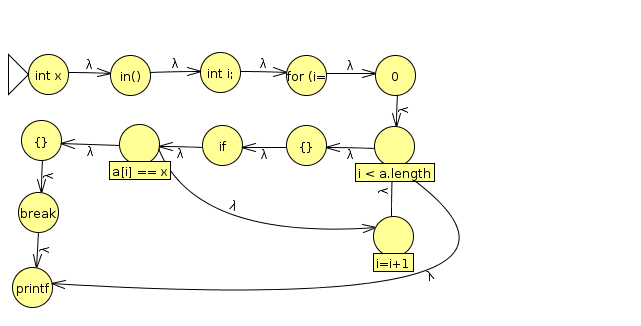 λ λ λ λ
int x in() int i; for (i= 0
λ
{} λ λ if λ {} λ
a[i] == x i < a.length
λ λ
break λ
λ i=i+1
printf λ